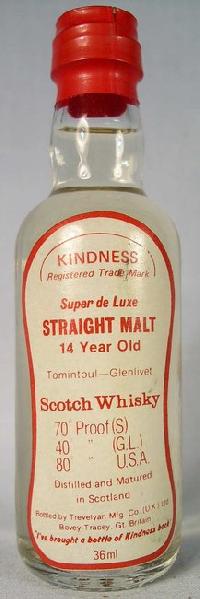 KINDNESS
Registered Trade Mark
Super de Luxe
STRAIGHT MALT
14 Year Old
Tomintoul-Glenlivet
Scotch Whisky
70° Proof (S)
40 " (G.L.)
80 " U.S.A.
Distilled and Matured
in Scotland
Bottled by Trevelyan Mfg. Co. (U.K.) Ltd
Bovey Tracey, Gt. Britain
"I've brought a bottle of Kindness back"
36ml